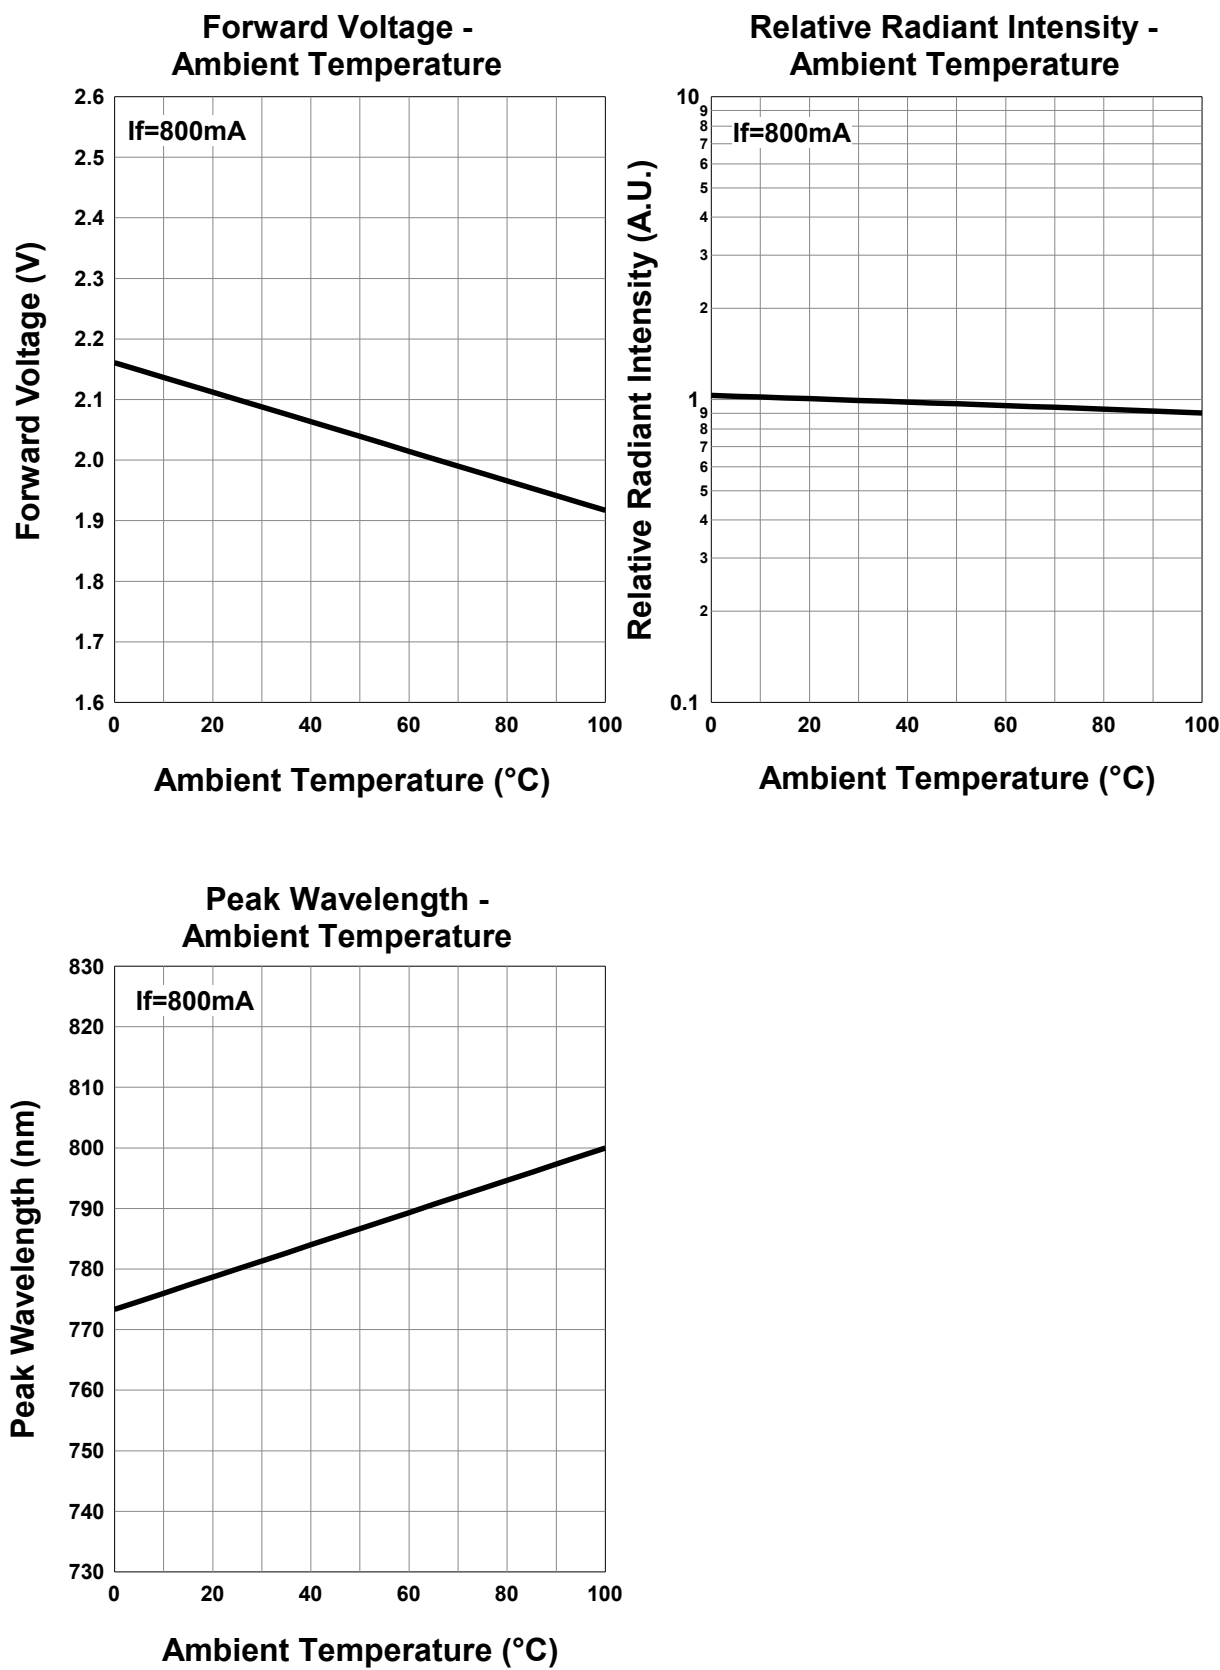 Forward Voltage -
Ambient Temperature
If=800mA
2.6
2.5
2.4
2.3
2.2
2.1
2.0
1.9
1.8
1.7
1.6
Forward Voltage (V)
0 20 40 60 80 100
Ambient Temperature (°C)
Relative Radiant Intensity -
Ambient Temperature
If=800mA
10
9
8
7
6
5
4
3
2
1
9
8
7
6
5
4
3
2
0.1
Relative Radiant Intensity (A.U.)
0 20 40 60 80 100
Ambient Temperature (°C)
Peak Wavelength -
Ambient Temperature
If=800mA
830
820
810
800
790
780
770
760
750
740
730
Peak Wavelength (nm)
0 20 40 60 80 100
Ambient Temperature (°C)